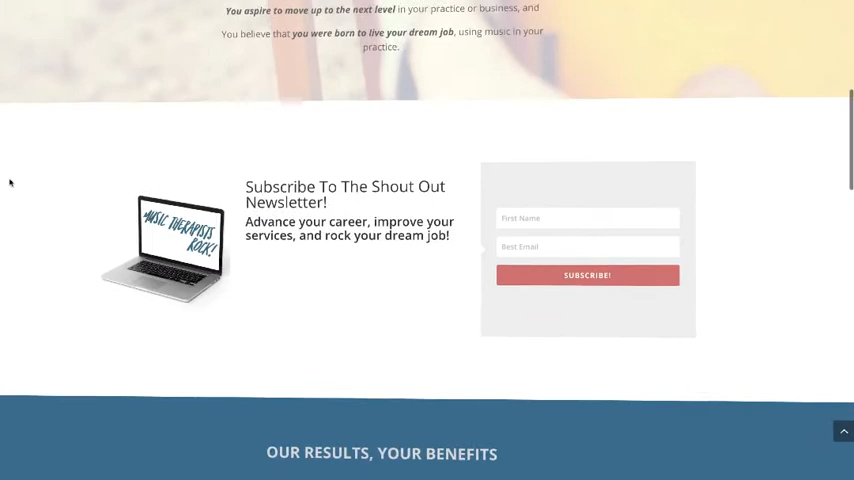 You aspire to move up to the next level in your practice or business, and
You believe that you were born to live your dream job, using music in your
practice.
MUSIC THERAPISTS
ROCK!
Subscribe To The Shout Out
Newsletter!
Advance your career, improve your
services, and rock your dream job!
First Name
Best Email
SUBSCRIBE!
OUR RESULTS, YOUR BENEFITS